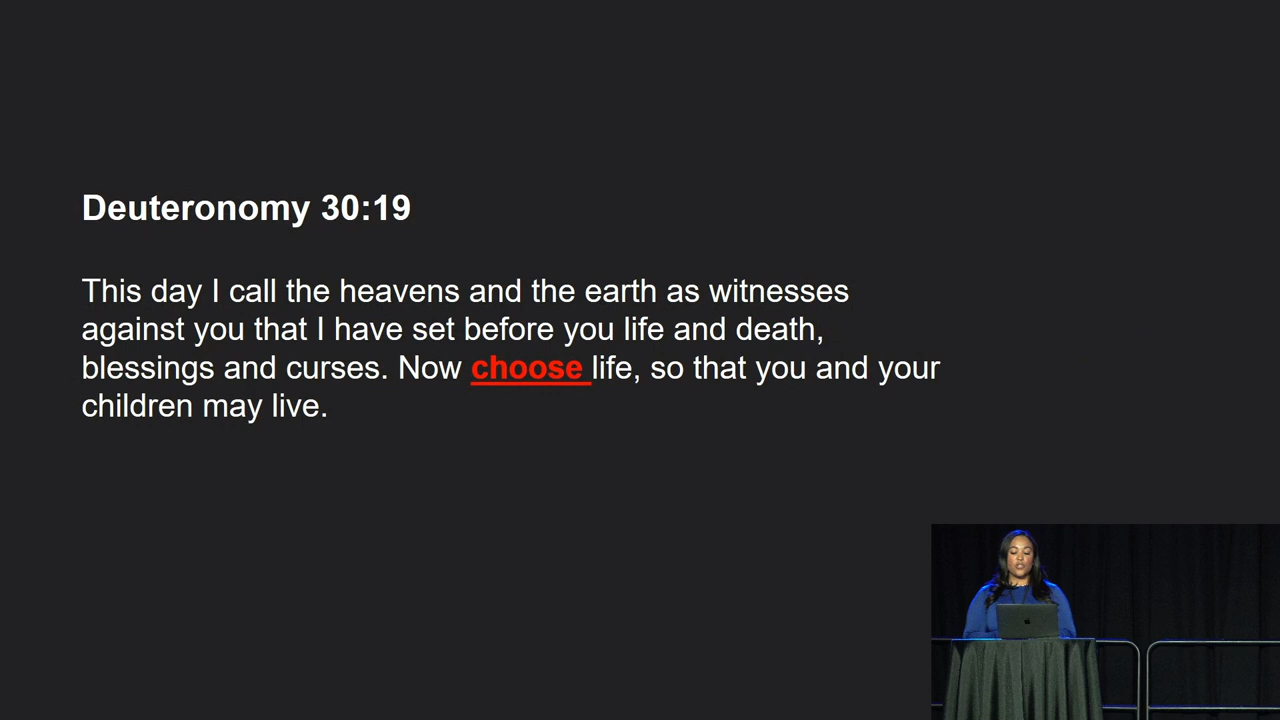 Deuteronomy 30:19
This day I call the heavens and the earth as witnesses
against you that I have set before you life and death,
blessings and curses. Now choose life, so that you and your
children may live.